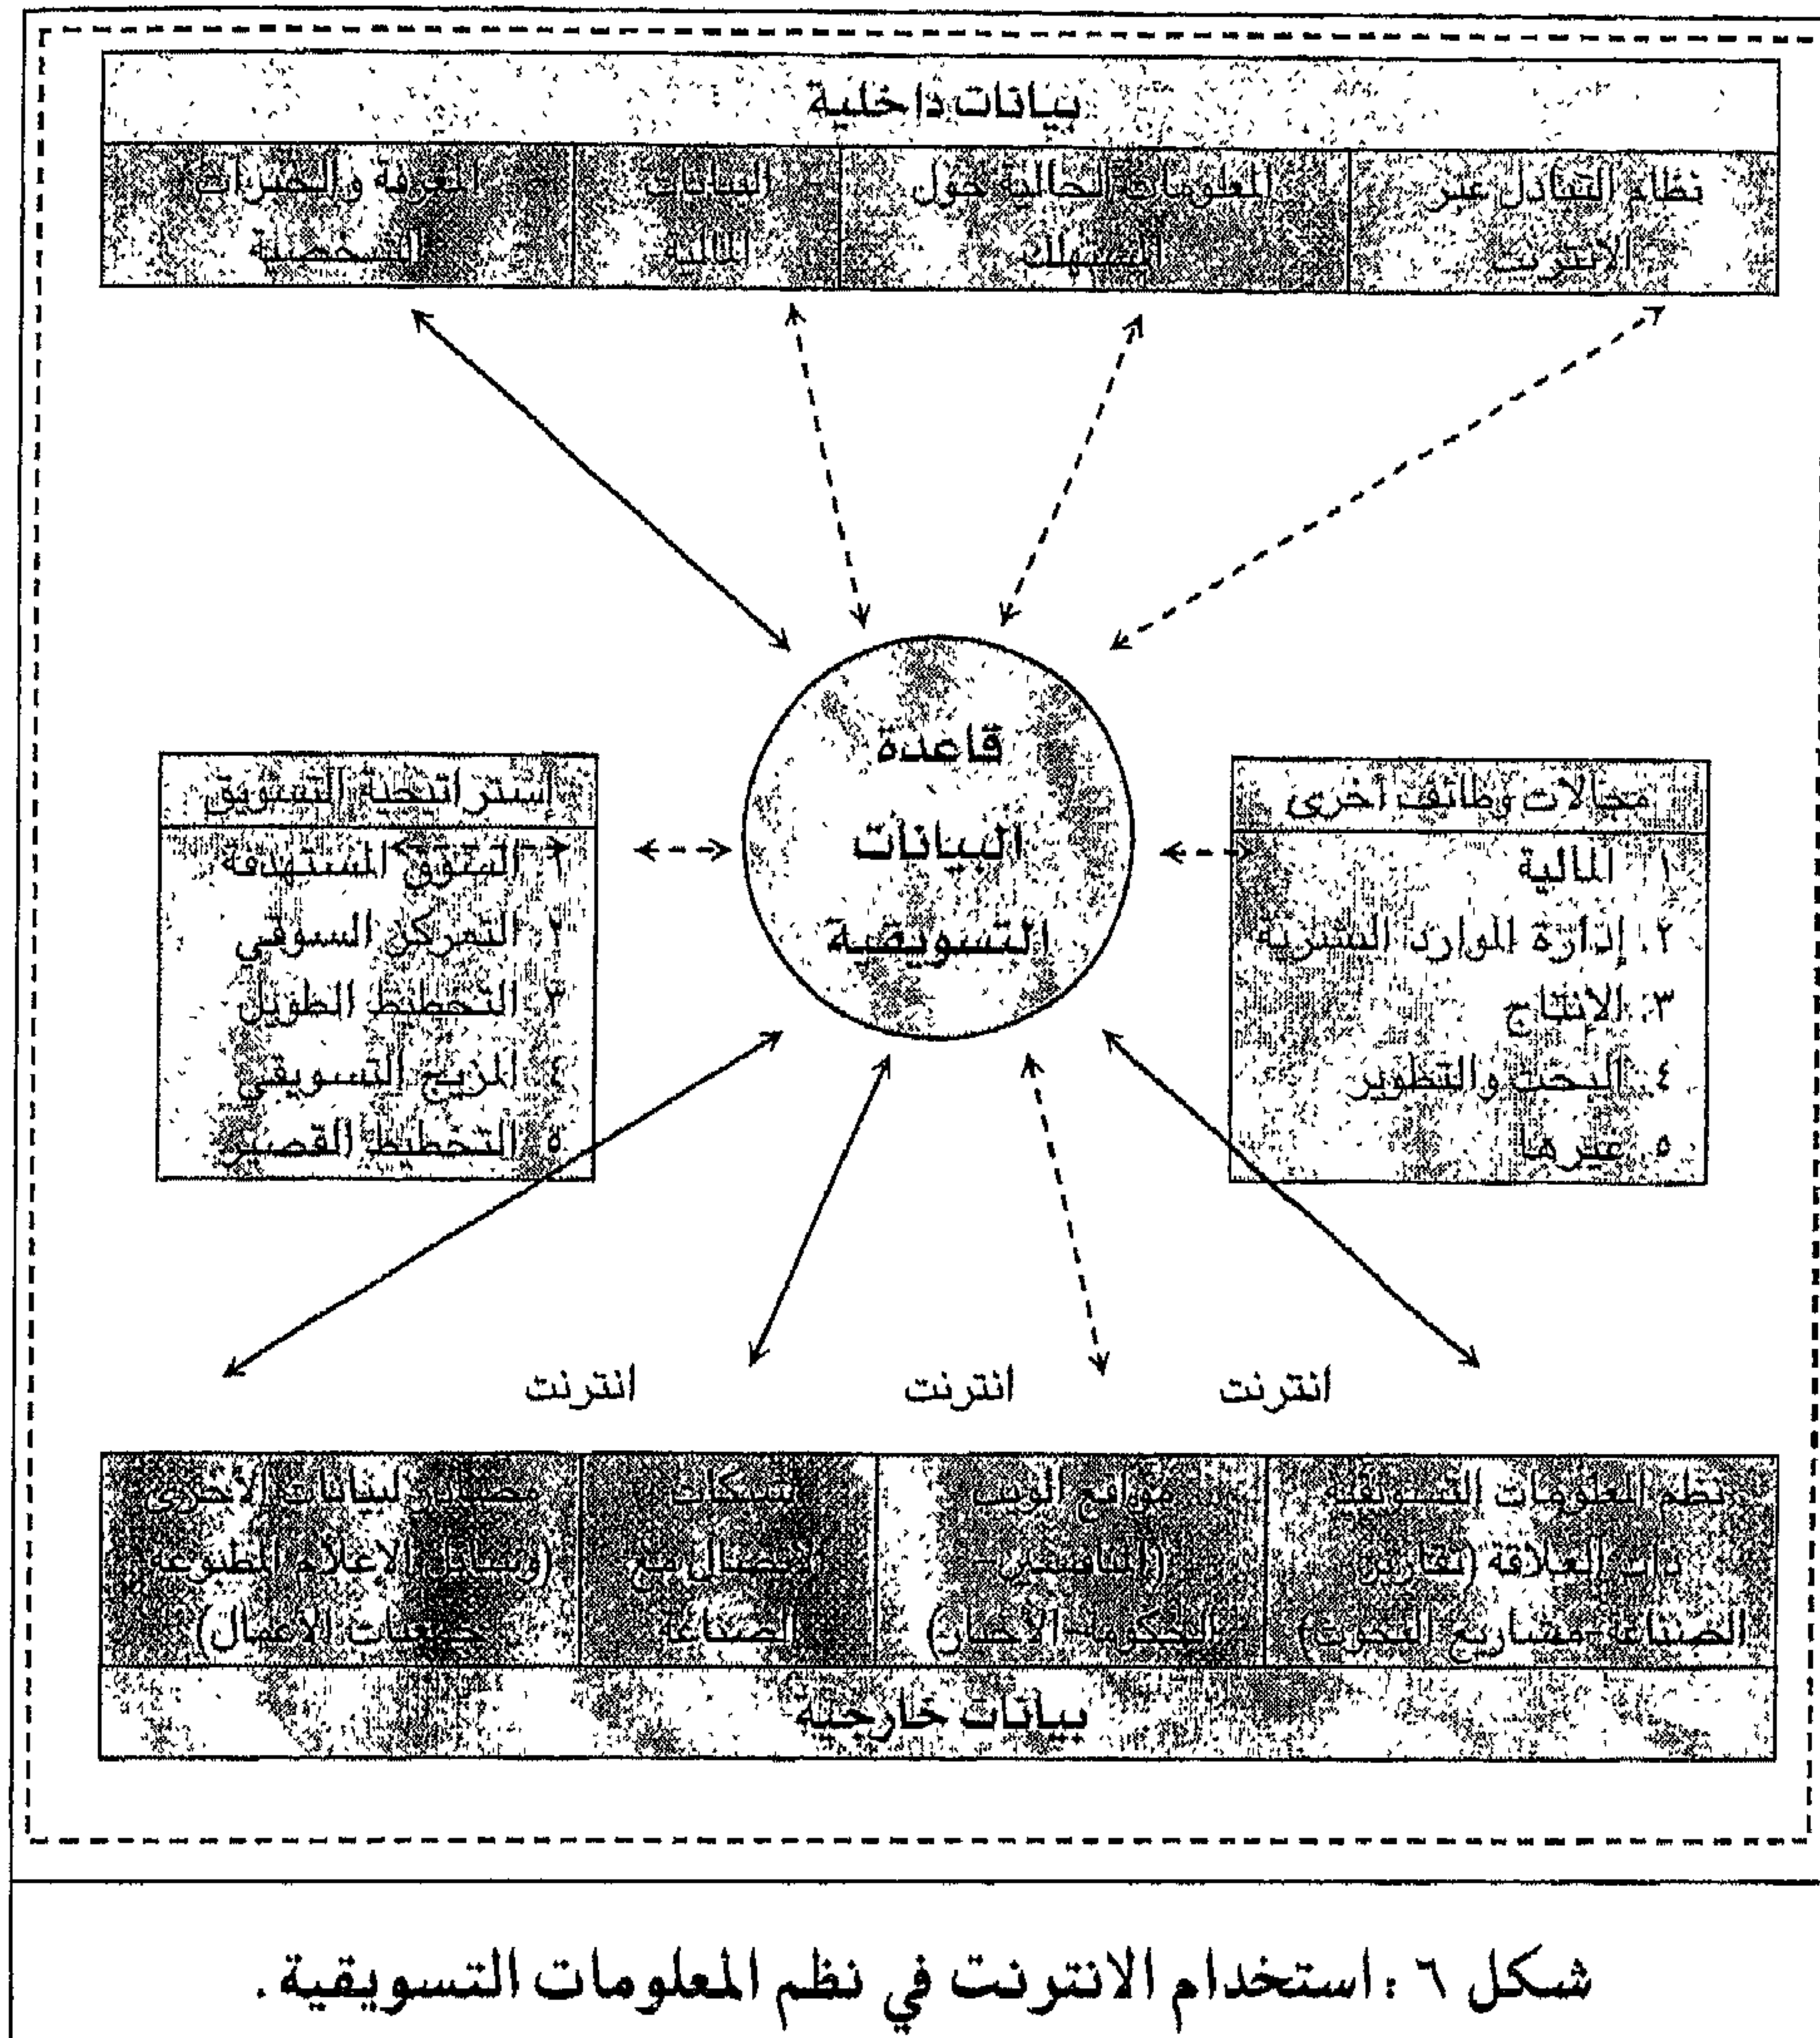 بيانات داخلية
نظام التبادل عبر
الانترنت
المعلومات الحالية حول
المستهلك
البيانات
المالية
المعرفة والخبرات
الشخصية
قاعدة
البيانات
التسويقية
مجالات وظائف أخرى
١. المالية
٢. إدارة الموارد البشرية
٣. الإنتاج
٤. البحث والتطوير
٥. غيرها
إستراتيجية التسويق
١. السوق المستهدفة
٢. التمركز السوقي
٣. التخطيط الطويل
٤. المزيج التسويقي
٥. التخطيط القصير
انترنت
انترنت
انترنت
نظم المعلومات التسويقية
ذات العلاقة (تقارير
الصناعة-مشاريع البحوث)
مواقع الويب
(المنافسين-
الحكومة-الأخبار)
شبكات
الاتصال مع
الصناعة
مصادر البيانات الأخرى
(وسائل الإعلام المطبوعة
جمعيات الأعمال)
بيانات خارجية
شكل ٦ : استخدام الانترنت في نظم المعلومات التسويقية .